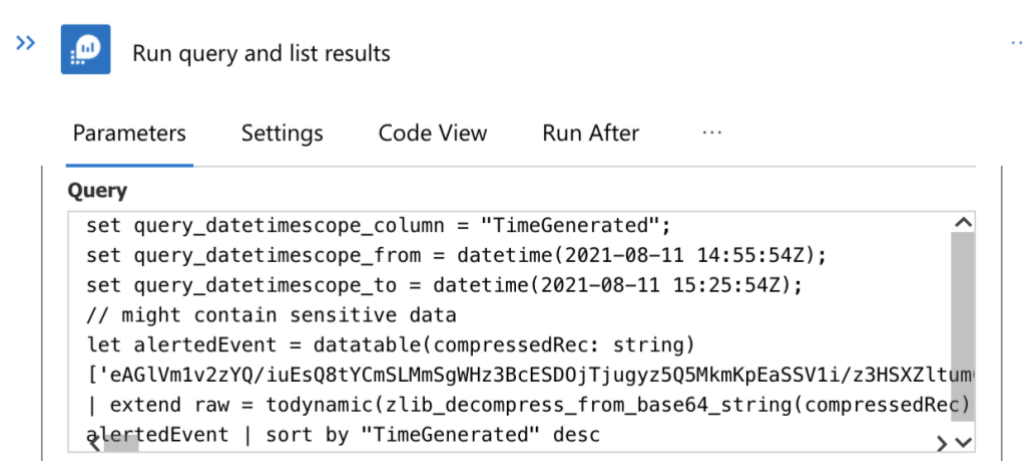 Run query and list results
Parameters Settings Code View Run After ...
Query
set query_datetimescope_column = "TimeGenerated";
set query_datetimescope_from = datetime(2021-08-11 14:55:54Z);
set query_datetimescope_to = datetime(2021-08-11 15:25:54Z);
// might contain sensitive data
let alertedEvent = datatable(compressedRec: string)
['eAGlVm1v2zYQ/iuEsQ8tYCmSLMmSgWHz3BcESDOjTjugyz5Q5MkmKpEaSSV1i/z3HSXZltum
| extend raw = todynamic(zlib_decompress_from_base64_string(compressedRec)
alertedEvent | sort by "TimeGenerated" desc